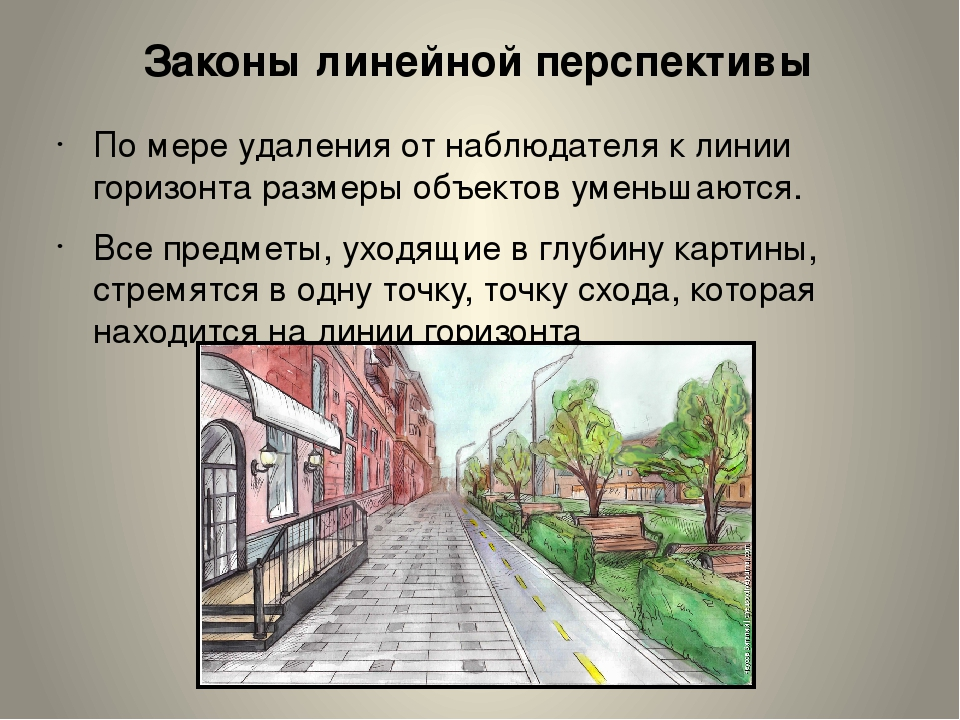 Законы линейной перспективы
· По мере удаления от наблюдателя к линии
горизонта размеры объектов уменьшаются.
· Все предметы, уходящие в глубину картины,
стремятся в одну точку, точку схода, которая
находится на линии горизонта